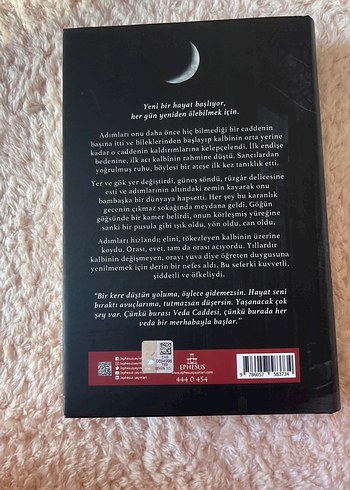 Yeni bir hayat başlıyor,
her gün yeniden ölebilmek için.
Adımları onu daha önce hiç bilmediği bir caddenin
başına itti ve bileklerinden başlayıp kalbinin orta yerine
kadar o caddenin kaldırımlarına kelepçelendi. İlk endişe
bedenine, ilk acı kalbinin rahmine düştü. Sancılardan
yoğrulmuş ruhu, böylesi bir ateşe ilk kez tanıklık etti.
Yer ve gök yer değiştirdi, güneş söndü, rüzgâr delicesine
esti ve adımlarının altındaki zemin kayarak onu
bambaşka bir dünyaya hapsetti. Her şey bu karanlık
gecenin çıkmaz sokağında meydana geldi. Göğün
göğsünde bir kamer belirdi, onun körleşmiş yüreğine
sanki bir pusula gibi ışık oldu, yön oldu, can oldu.
Adımları hızlandı; elini, tökezleyen kalbinin üzerine
koydu. Orası, evet, tam da orası acıyordu. Yıllardır
kalbinin değişmeyen, orayı yuva diye öğreten duygusuna
yenilmemek için derin bir nefes aldı. Bu seferki kuvvetli,
şiddetli ve öfkeliydi.
"Bir kere düştün yoluma, öylece gidemezsin. Hayat seni
bıraktı avuçlarıma, tutmazsan düşersin. Yaşanacak çok
şey var. Çünkü burası Veda Caddesi, çünkü burada her
veda bir merhabayla başlar."
EPHESUS
www.ephesusyayinlari.com
444 0 454
9 786057 583734